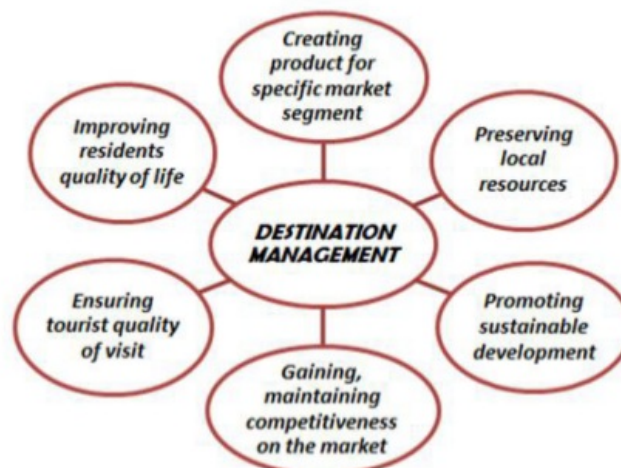 Creating
product for
specific market
segment
Improving
residents
quality of life
Preserving
local
resources
DESTINATION
MANAGEMENT
Ensuring
tourist quality
of visit
Promoting
sustainable
development
Gaining,
maintaining
competitiveness
on the market